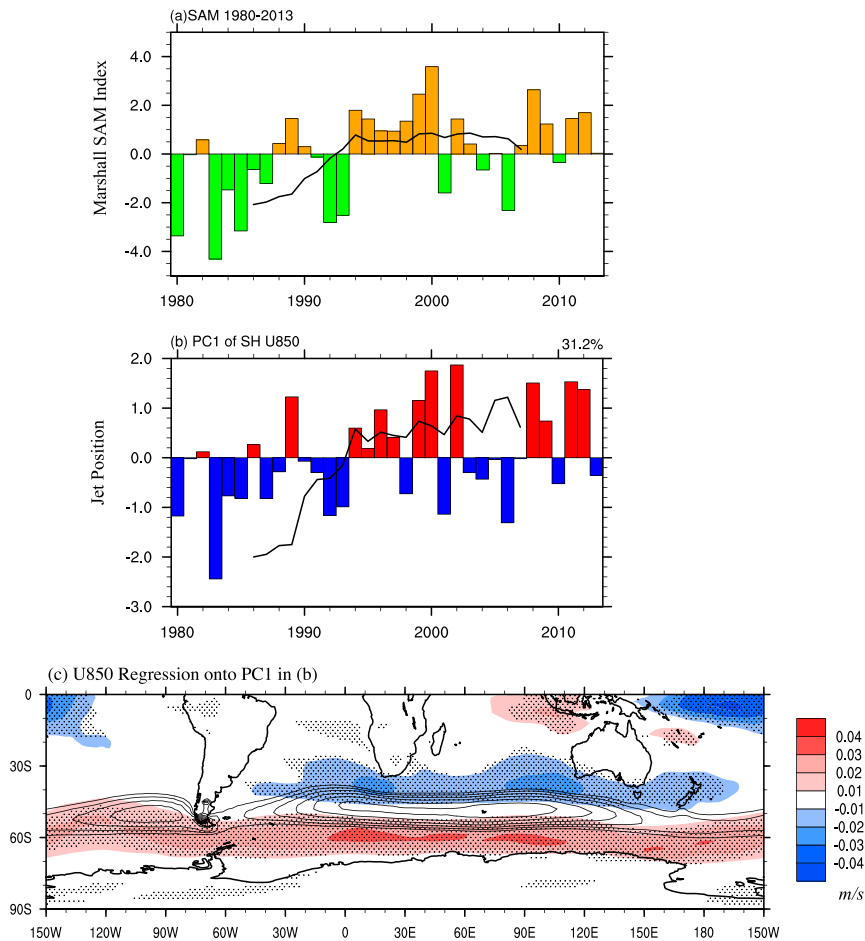 (a)SAM 1980-2013
Marshall SAM Index
4.0
2.0
0.0
-2.0
-4.0
1980 1990 2000 2010
(b) PC1 of SH U850 31.2%
Jet Position
2.0
1.0
0.0
-1.0
-2.0
-3.0
1980 1990 2000 2010
(c) U850 Regression onto PC1 in (b)
0
30S
60S
90S
150W 120W 90W 60W 30W 0 30E 60E 90E 120E 150E 180 150W
0.04
0.03
0.02
0.01
-0.01
-0.02
-0.03
-0.04
m/s